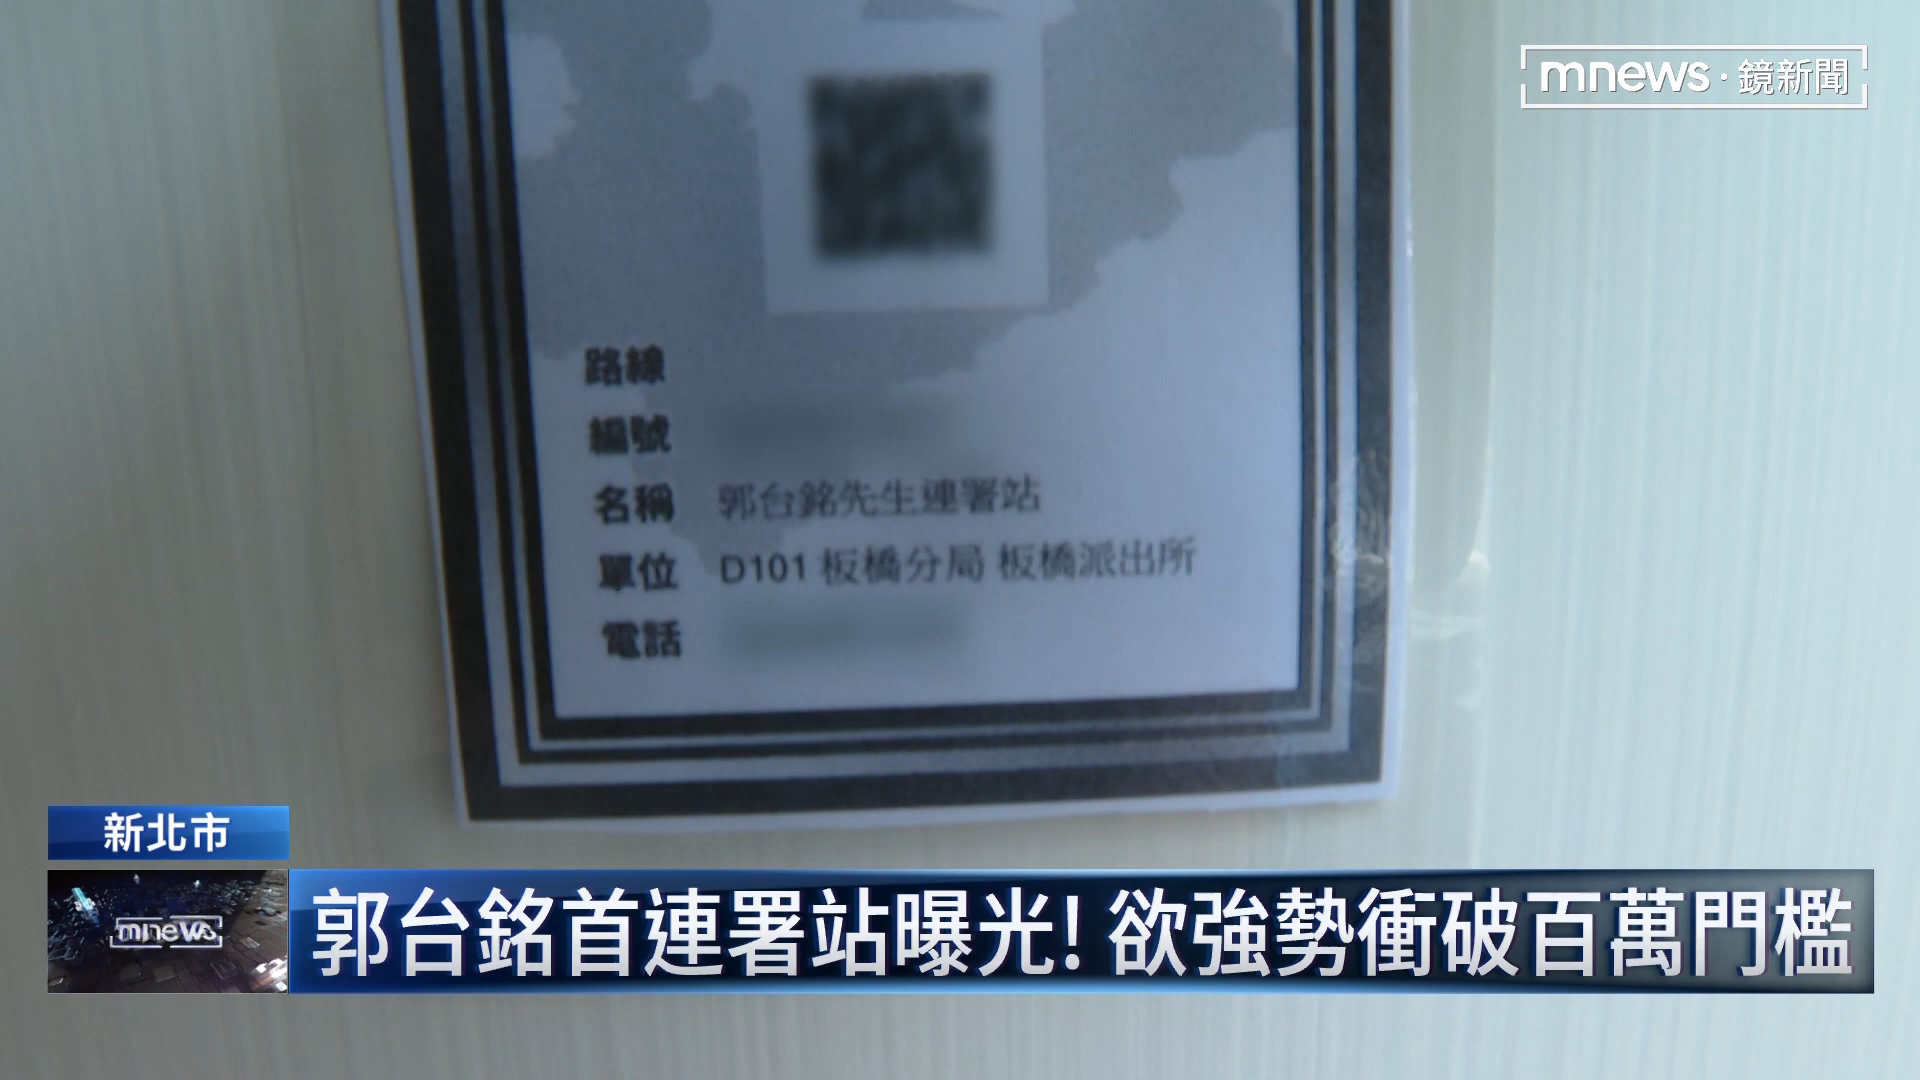 mnews·鏡新聞
路線
編號
名稱 郭台銘先生連署站
單位 D101 板橋分局 板橋派出所
電話
新北市
mnews
郭台銘首連署站曝光! 欲強勢衝破百萬門檻